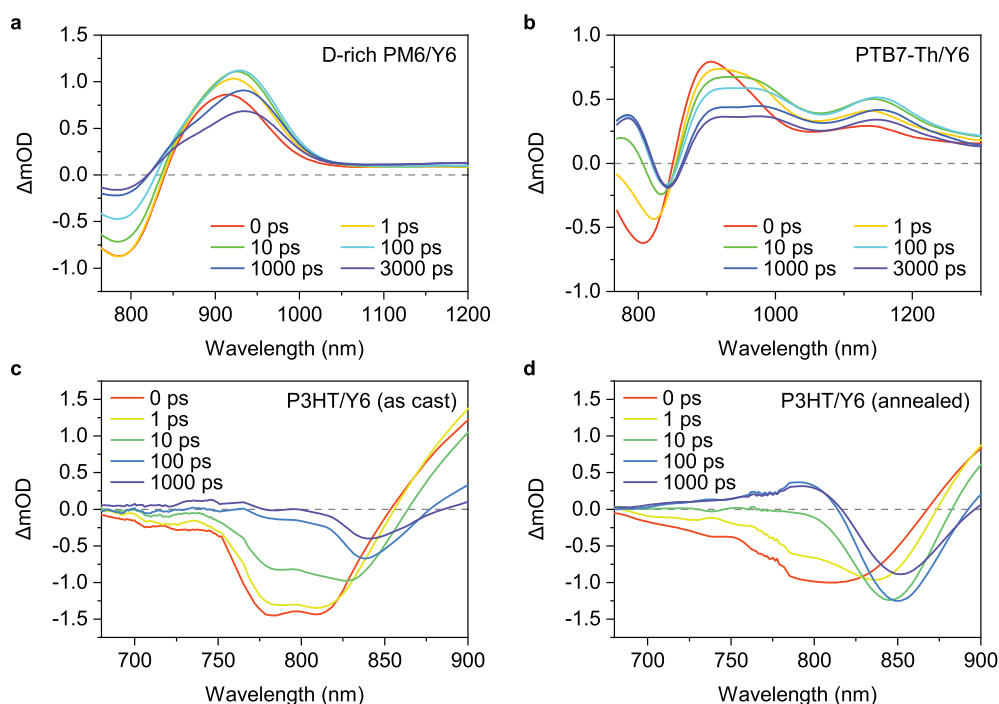 a
D-rich PM6/Y6
1.5
1.0
0.5
0.0
-0.5
-1.0
ΔmOD
0 ps 1 ps
10 ps 100 ps
1000 ps 3000 ps
800 900 1000 1100 1200
Wavelength (nm)
b
PTB7-Th/Y6
1.0
0.5
0.0
-0.5
-1.0
ΔmOD
0 ps 1 ps
10 ps 100 ps
1000 ps 3000 ps
800 900 1000 1100 1200
Wavelength (nm)
c
P3HT/Y6 (as cast)
0 ps
1 ps
10 ps
100 ps
1000 ps
1.5
1.0
0.5
0.0
-0.5
-1.0
-1.5
ΔmOD
700 750 800 850 900
Wavelength (nm)
d
P3HT/Y6 (annealed)
0 ps
1 ps
10 ps
100 ps
1000 ps
1.5
1.0
0.5
0.0
-0.5
-1.0
-1.5
ΔmOD
700 750 800 850 900
Wavelength (nm)